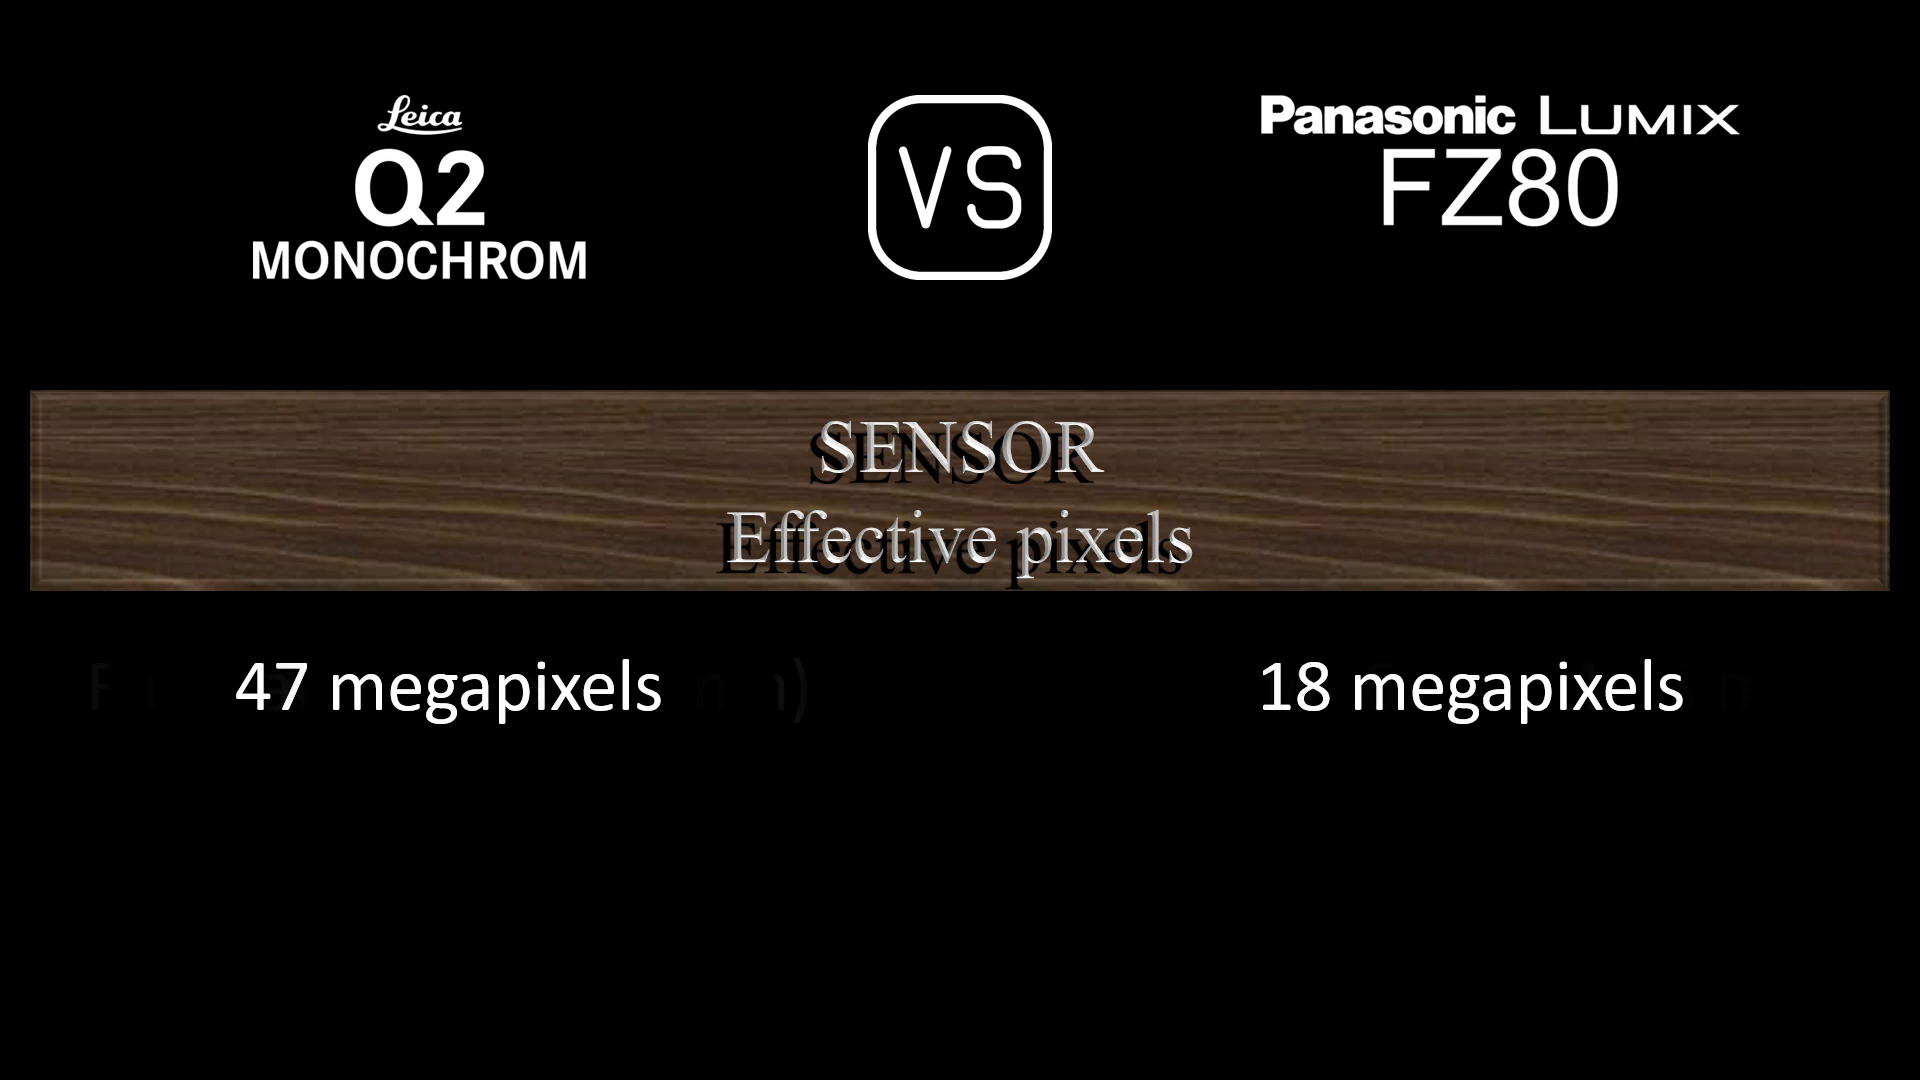 Leica
Q2
MONOCHROM
VS
Panasonic LUMIX
FZ80
SENSOR
Effective pixels
47 megapixels
18 megapixels